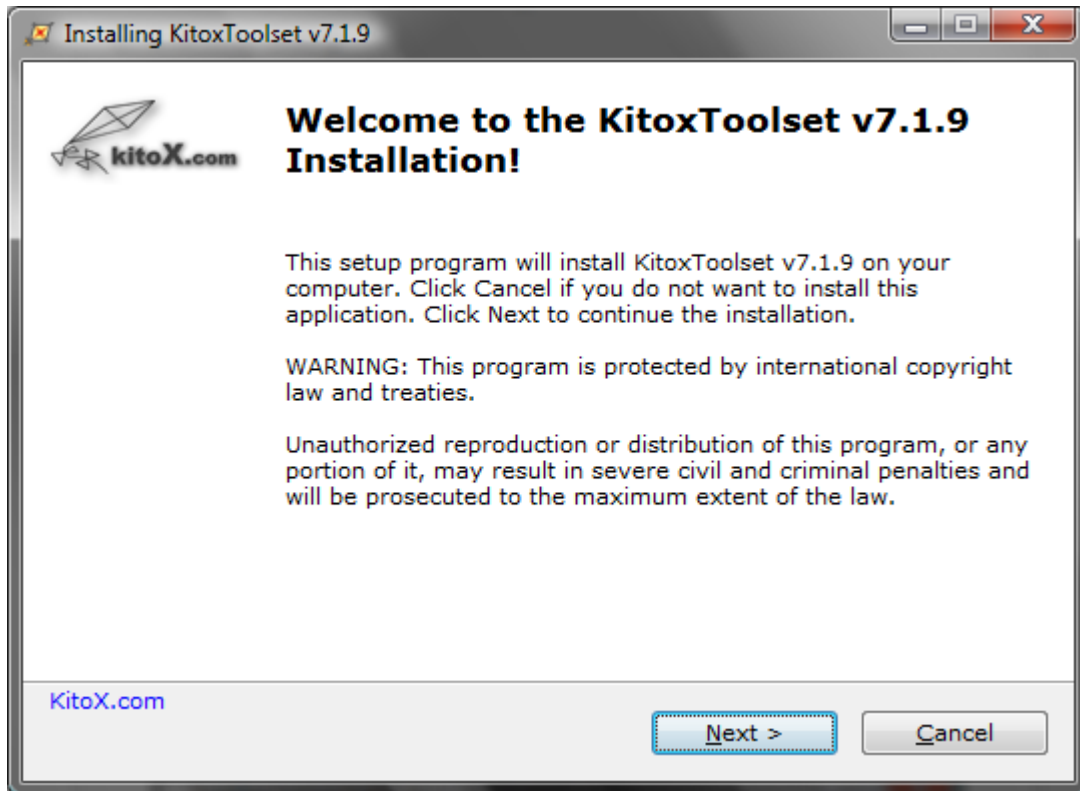 Installing KitoxToolset v7.1.9
kitoX.com
Welcome to the KitoxToolset v7.1.9
Installation!
This setup program will install KitoxToolset v7.1.9 on your
computer. Click Cancel if you do not want to install this
application. Click Next to continue the installation.
WARNING: This program is protected by international copyright
law and treaties.
Unauthorized reproduction or distribution of this program, or any
portion of it, may result in severe civil and criminal penalties and
will be prosecuted to the maximum extent of the law.
KitoX.com
Next >
Cancel